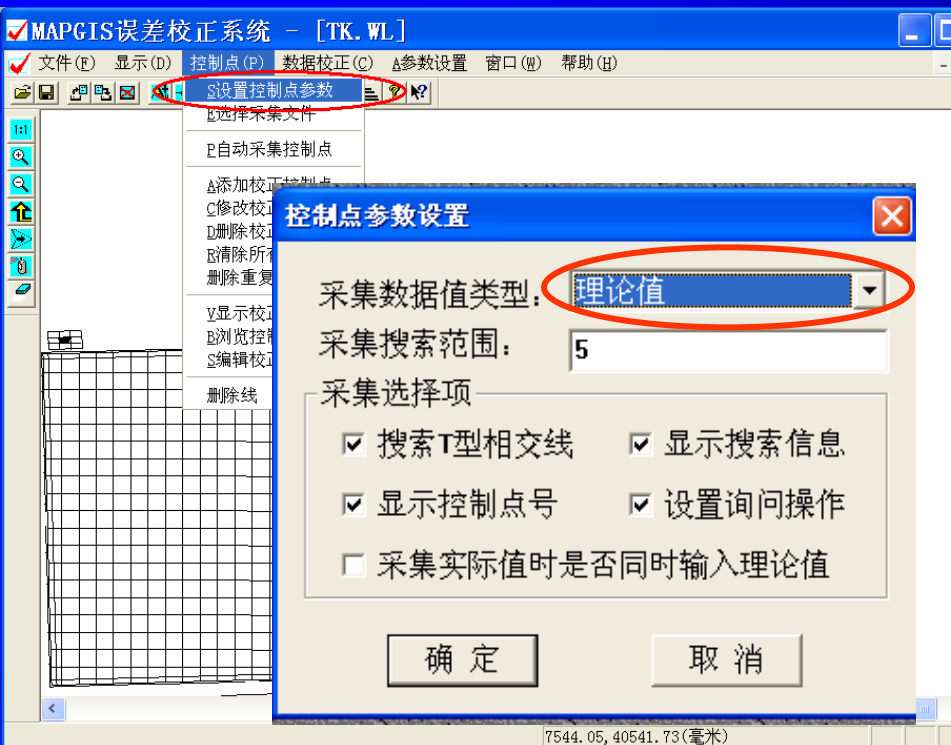 MAPGIS误差校正系统 - [TK.WL]
文件(F) 显示(D) 控制点(P) 数据校正(C) A参数设置 窗口(W) 帮助(H)
S设置控制点参数
E选择采集文件
1:1
P自动采集控制点
A添加校正控制点
C修改校正
D删除校正
R清除所有
删除重复
V显示校正
B浏览控制
S编辑校正
删除线
控制点参数设置
采集数据值类型: 理论值
采集搜索范围: 5
采集选择项
搜索T型相交线 显示搜索信息
显示控制点号 设置询问操作
采集实际值时是否同时输入理论值
确定 取消
7544.05,40541.73(毫米)